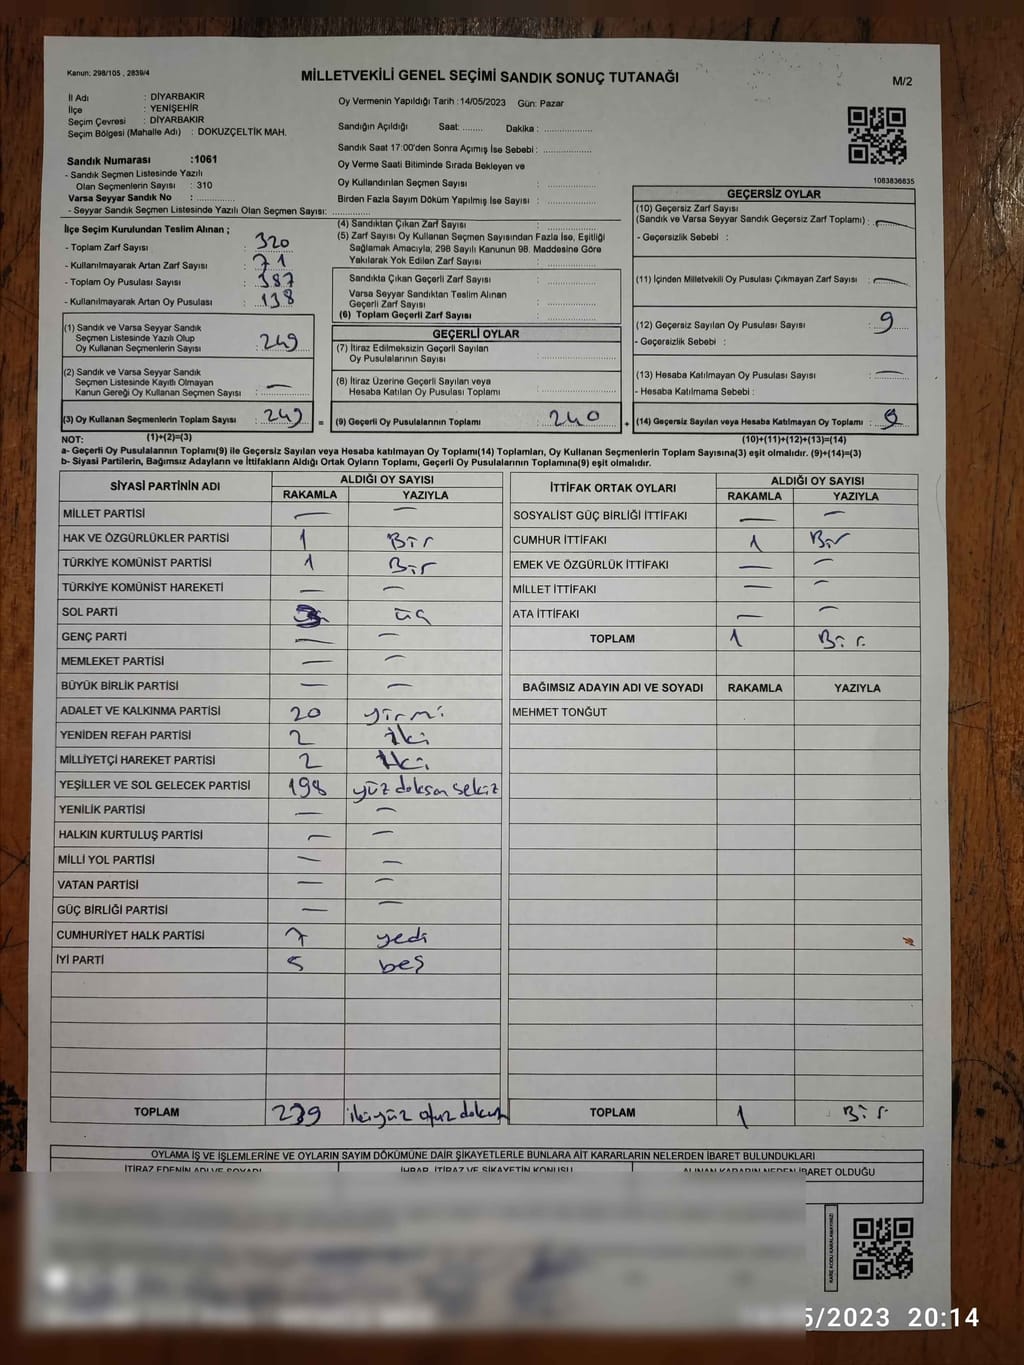 Kanun: 298/105 , 2839/4
MİLLETVEKİLİ GENEL SEÇİMİ SANDIK SONUÇ TUTANAĞI
M/2
İl Adı : DİYARBAKIR
İlçe : YENİŞEHİR
Seçim Çevresi : DİYARBAKIR
Seçim Bölgesi (Mahalle Adı) : DOKUZÇELTİK MAH.
Sandık Numarası :1061
- Sandık Seçmen Listesinde Yazılı
Olan Seçmenlerin Sayısı : 310
Varsa Seyyar Sandık No :
- Seyyar Sandık Seçmen Listesinde Yazılı Olan Seçmen Sayısı:
Oy Vermenin Yapıldığı Tarih :14/05/2023 Gün: Pazar
Sandığın Açıldığı Saat: ........ Dakika :
Sandık Saat 17:00'den Sonra Açımış İse Sebebi :
Oy Verme Saati Bitiminde Sırada Bekleyen ve
Oy Kullandırılan Seçmen Sayısı :
Birden Fazla Sayım Döküm Yapılmış İse Sayısı :
1083836835
İlçe Seçim Kurulundan Teslim Alınan ;
- Toplam Zarf Sayısı : 320
- Kullanılmayarak Artan Zarf Sayısı : 71
- Toplam Oy Pusulası Sayısı : 387
- Kullanılmayarak Artan Oy Pusulası : 138
(1) Sandık ve Varsa Seyyar Sandık
Seçmen Listesinde Yazılı Olup
Oy Kullanan Seçmenlerin Sayısı : 249
(2) Sandık ve Varsa Seyyar Sandık
Seçmen Listesinde Kayıtlı Olmayan
Kanun Gereği Oy Kullanan Seçmen Sayısı : —
(3) Oy Kullanan Seçmenlerin Toplam Sayısı : 249 =
(4) Sandıktan Çıkan Zarf Sayısı :
(5) Zarf Sayısı Oy Kullanan Seçmen Sayısından Fazla İse, Eşitliği
Sağlamak Amacıyla, 298 Sayılı Kanunun 98. Maddesine Göre
Yakılarak Yok Edilen Zarf Sayısı :
Sandıkta Çıkan Geçerli Zarf Sayısı :
Varsa Seyyar Sandıktan Teslim Alınan
Geçerli Zarf Sayısı :
(6) Toplam Geçerli Zarf Sayısı :
GEÇERLİ OYLAR
(7) İtiraz Edilmeksizin Geçerli Sayılan
Oy Pusulalarının Sayısı :
(8) İtiraz Üzerine Geçerli Sayılan veya
Hesaba Katılan Oy Pusulası Toplamı :
(9) Geçerli Oy Pusulalarının Toplamı : 240 +
GEÇERSİZ OYLAR
(10) Geçersiz Zarf Sayısı
(Sandık ve Varsa Seyyar Sandık Geçersiz Zarf Toplamı) : —
- Geçersizlik Sebebi :
(11) İçinden Milletvekili Oy Pusulası Çıkmayan Zarf Sayısı : —
(12) Geçersiz Sayılan Oy Pusulası Sayısı : 9
- Geçersizlik Sebebi :
(13) Hesaba Katılmayan Oy Pusulası Sayısı : —
- Hesaba Katılmama Sebebi :
(14) Geçersiz Sayılan veya Hesaba Katılmayan Oy Toplamı : 9
NOT: (1)+(2)=(3) (10)+(11)+(12)+(13)=(14)
a- Geçerli Oy Pusulaları Toplamı(9) ile Geçersiz Sayılan veya Hesaba katılmayan Oy Toplamı(14) Toplamları, Oy Kullanan Seçmenlerin Toplam Sayısına(3) eşit olmalıdır. (9)+(14)=(3)
b- Siyasi Partilerin, Bağımsız Adayların ve İttifakların Aldığı Ortak Oyların Toplamı, Geçerli Oy Pusulalarının Toplamına(9) eşit olmalıdır.
SİYASİ PARTİNİN ADI ALDIĞI OY SAYISI
RAKAMLA YAZIYLA
MİLLET PARTİSİ — —
HAK VE ÖZGÜRLÜKLER PARTİSİ 1 Bir
TÜRKİYE KOMÜNİST PARTİSİ 1 Bir
TÜRKİYE KOMÜNİST HAREKETİ — —
SOL PARTİ 3 üç
GENÇ PARTİ — —
MEMLEKET PARTİSİ — —
BÜYÜK BİRLİK PARTİSİ — —
ADALET VE KALKINMA PARTİSİ 20 yirmi
YENİDEN REFAH PARTİSİ 2 İki
MİLLİYETÇİ HAREKET PARTİSİ 2 İki
YEŞİLLER VE SOL GELECEK PARTİSİ 198 yüz doksan sekiz
YENİLİK PARTİSİ — —
HALKIN KURTULUŞ PARTİSİ — —
MİLLİ YOL PARTİSİ — —
VATAN PARTİSİ — —
GÜÇ BİRLİĞİ PARTİSİ — —
CUMHURİYET HALK PARTİSİ 7 yedi
İYİ PARTİ 5 beş
TOPLAM 239 ikiyüz otuz dokuz
İTTİFAK ORTAK OYLARI ALDIĞI OY SAYISI
RAKAMLA YAZIYLA
SOSYALİST GÜÇ BİRLİĞİ İTTİFAKI — —
CUMHUR İTTİFAKI 1 Bir
EMEK VE ÖZGÜRLÜK İTTİFAKI — —
MİLLET İTTİFAKI — —
ATA İTTİFAKI — —
TOPLAM 1 Bir
BAĞIMSIZ ADAYIN ADI VE SOYADI RAKAMLA YAZIYLA
MEHMET TONĞUT
TOPLAM 1 Bir
OYLAMA İŞ VE İŞLEMLERİNE VE OYLARIN SAYIM DÖKÜMÜNE DAİR ŞİKAYETLERLE BUNLARA AİT KARARLARIN NELERDEN İBARET BULUNDUKLARI
İTİRAZ EDENİN ADI VE SOYADI İHBAR, İTİRAZ VE ŞİKAYETİN KONUSU ALINAN KARARIN NEDEN İBARET OLDUĞU
KARE KODU KARALAMAYINIZ!
5/2023 20:14